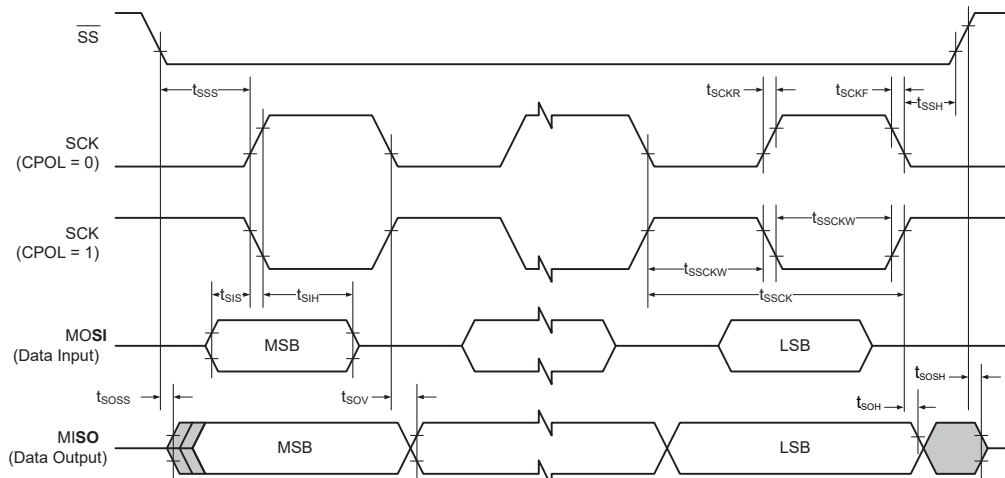 SS
tSSS
tSCKR
tSCKF
tSSH
SCK
(CPOL = 0)
SCK
(CPOL = 1)
tSSCKW
tSSCKW
tSSCK
tSIS
tSIH
MOSI
(Data Input)
MSB
LSB
tSOSS
tSOV
tSOH
tSOSH
MISO
(Data Output)
MSB
LSB